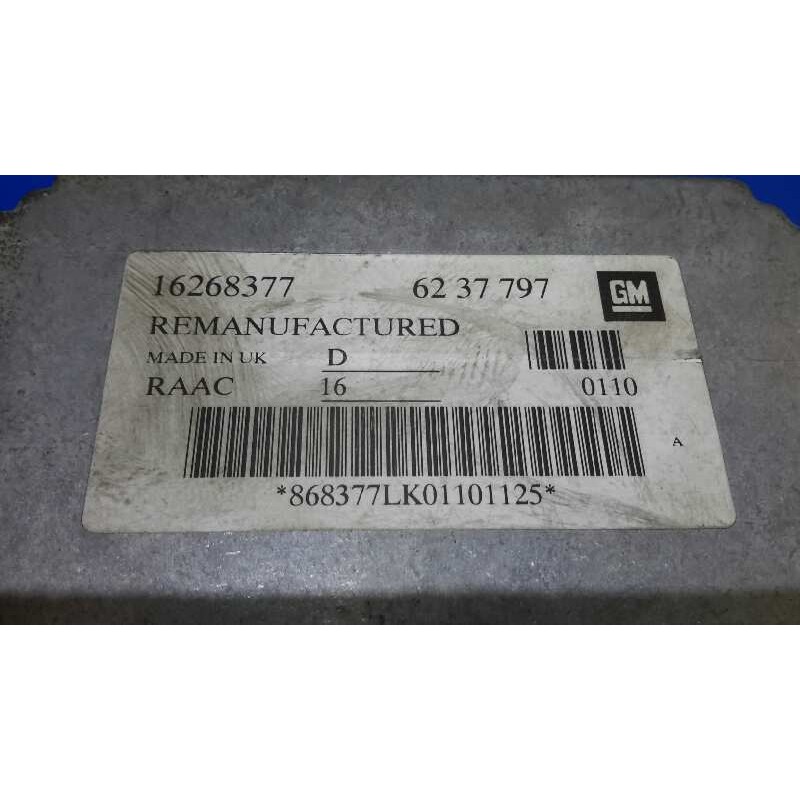 16268377 62 37 797 GM
REMANUFACTURED
MADE IN UK D
RAAC 16 0110
A
*868377LK01101125*